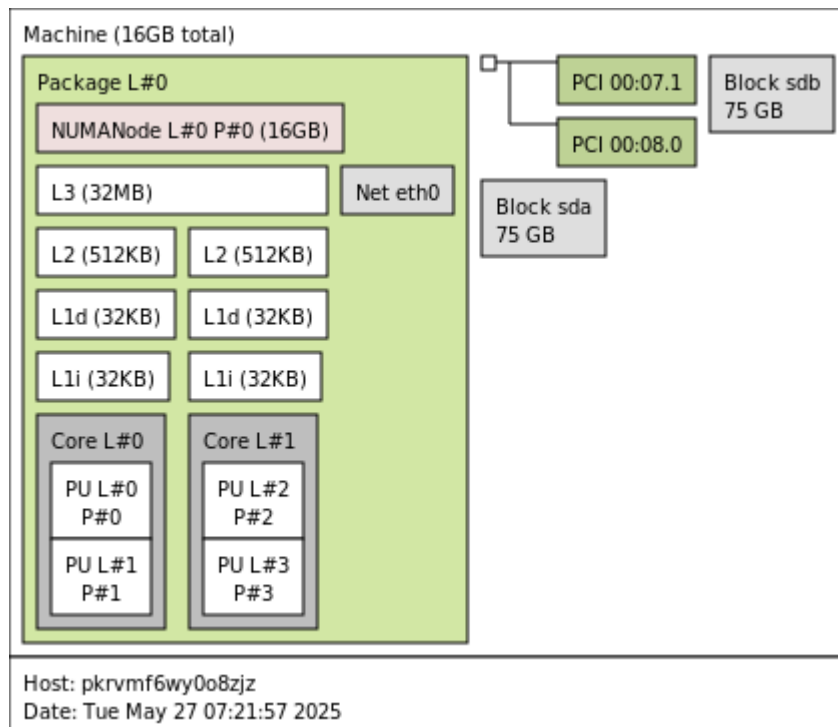 Machine (16GB total)
Package L#0
NUMANode L#0 P#0 (16GB)
L3 (32MB)
Net eth0
L2 (512KB)
L2 (512KB)
L1d (32KB)
L1d (32KB)
L1i (32KB)
L1i (32KB)
Core L#0
PU L#0
P#0
PU L#1
P#1
Core L#1
PU L#2
P#2
PU L#3
P#3
PCI 00:07.1
PCI 00:08.0
Block sdb
75 GB
Block sda
75 GB
Host: pkrvmf6wy0o8zjz
Date: Tue May 27 07:21:57 2025